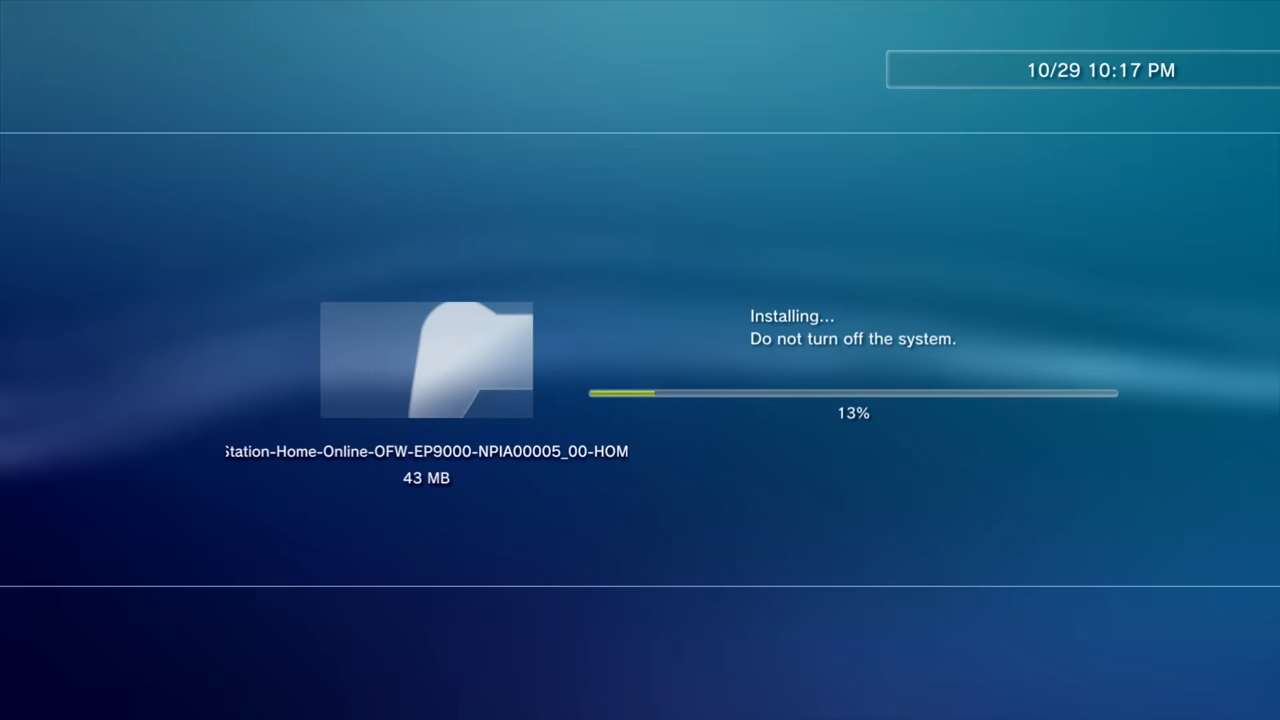 10/29 10:17 PM
Installing...
Do not turn off the system.
13%
Station-Home-Online-OFW-EP9000-NPIA00005_00-HOM
43 MB